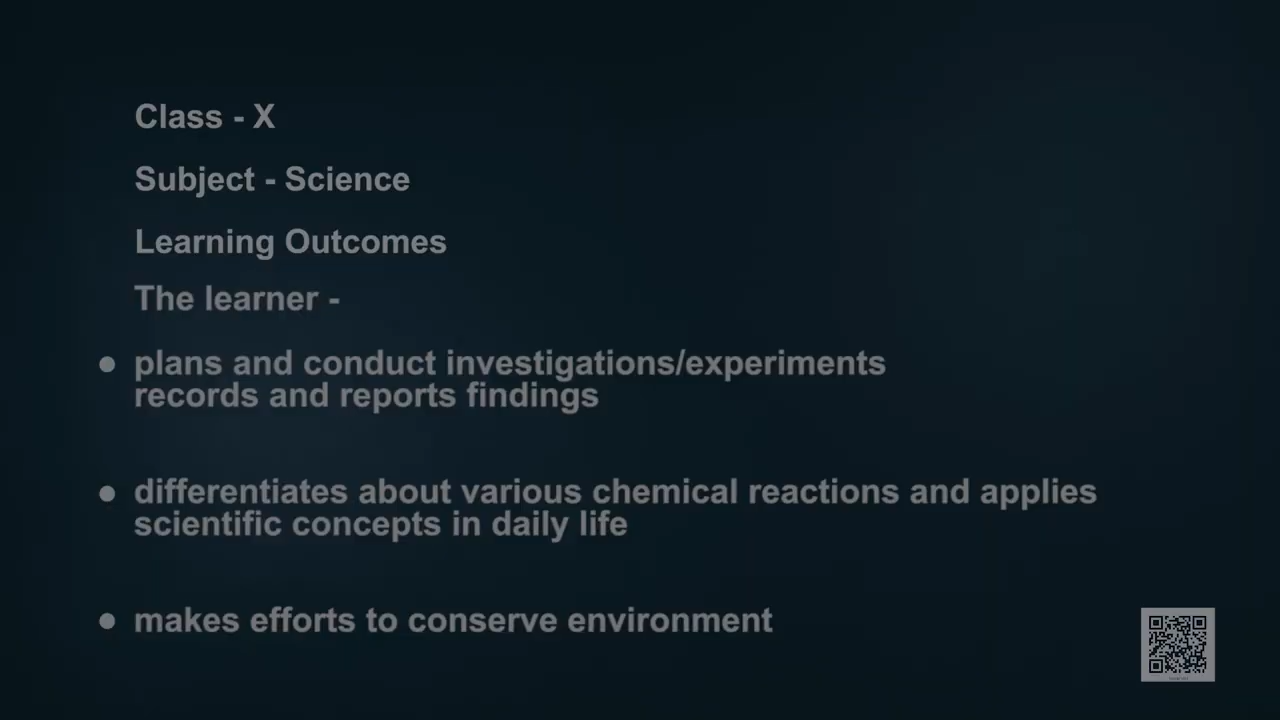 Class - X
Subject - Science
Learning Outcomes
The learner -
● plans and conduct investigations/experiments
records and reports findings
● differentiates about various chemical reactions and applies
scientific concepts in daily life
● makes efforts to conserve environment